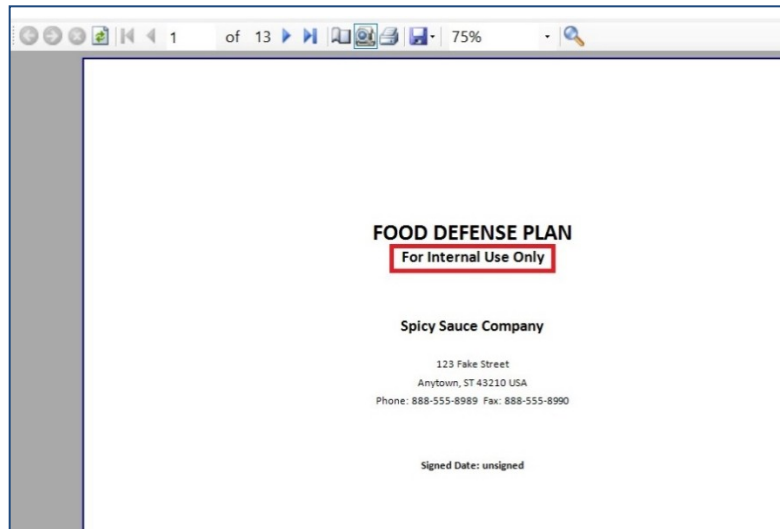 1 of 13 75%
FOOD DEFENSE PLAN
For Internal Use Only
Spicy Sauce Company
123 Fake Street
Anytown, ST 43210 USA
Phone: 888-555-8989 Fax: 888-555-8990
Signed Date: unsigned